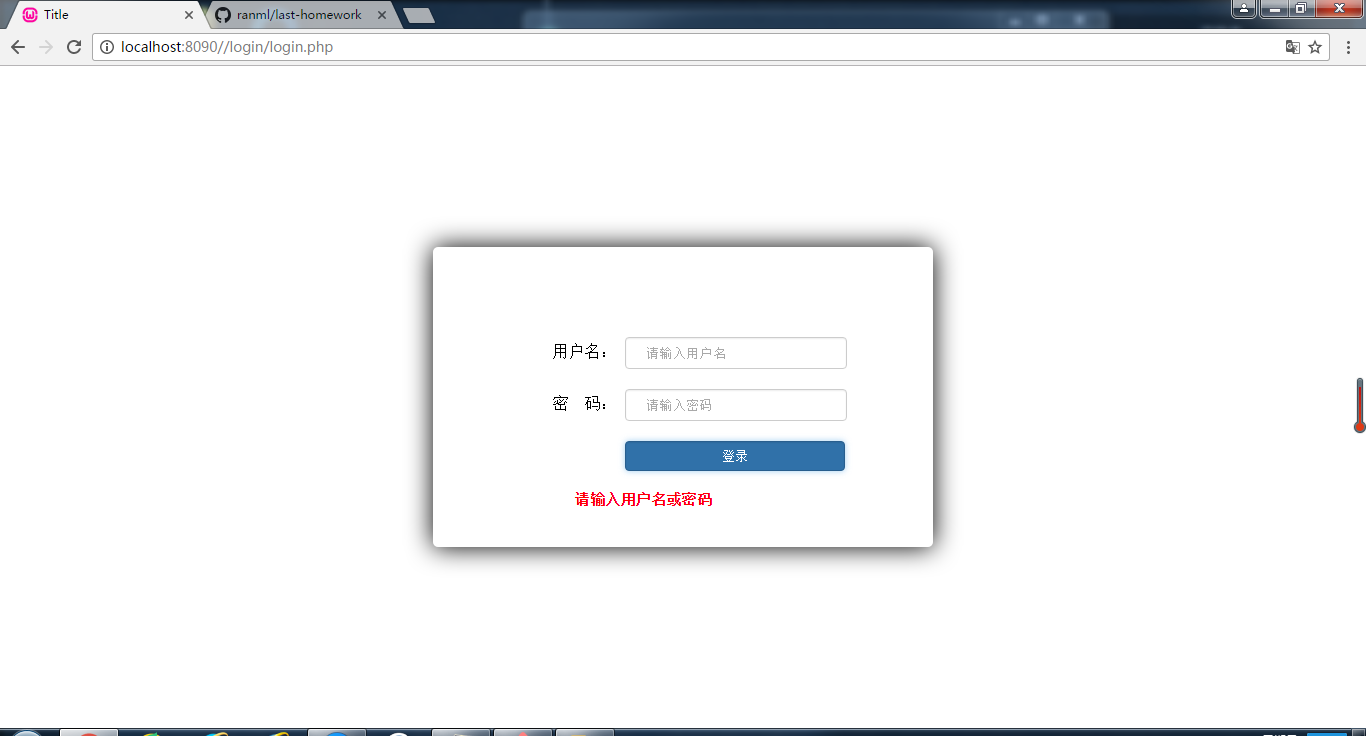 Title
ranml/last-homework
localhost:8090//login/login.php
用户名：
请输入用户名
密　码：
请输入密码
登录
请输入用户名或密码